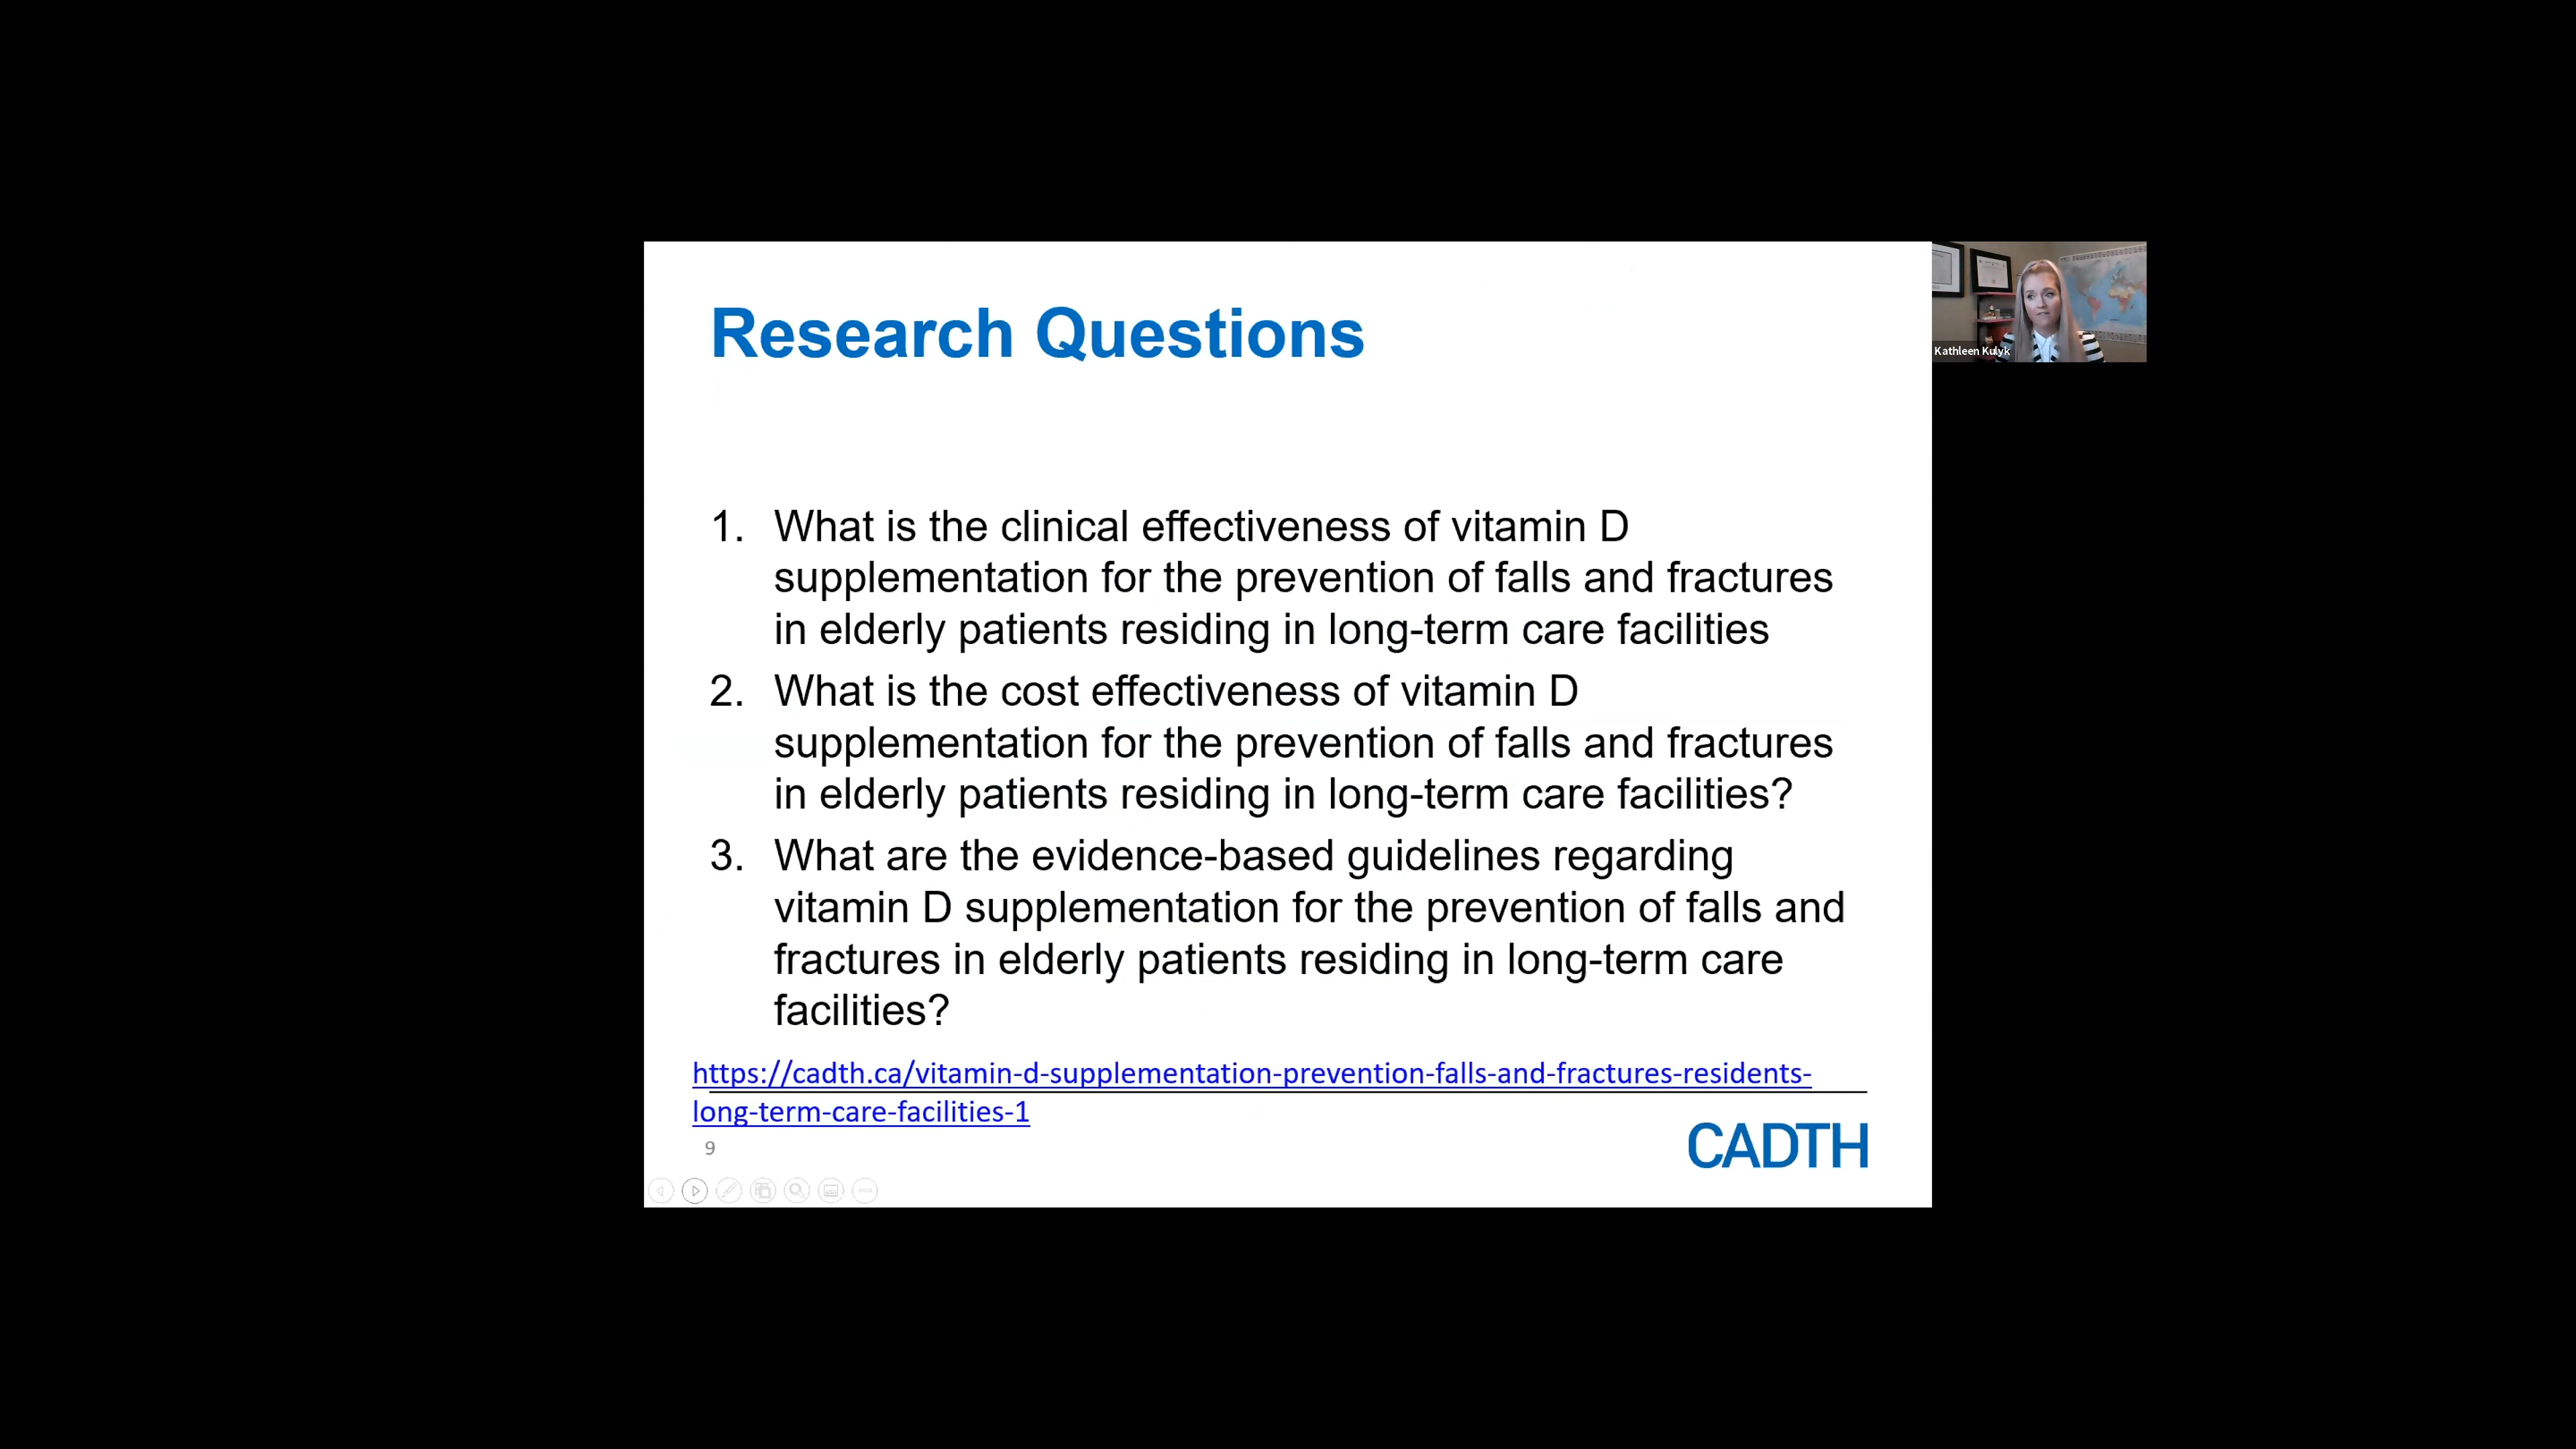 Research Questions
Kathleen Kulyk
1. What is the clinical effectiveness of vitamin D
supplementation for the prevention of falls and fractures
in elderly patients residing in long-term care facilities
2. What is the cost effectiveness of vitamin D
supplementation for the prevention of falls and fractures
in elderly patients residing in long-term care facilities?
3. What are the evidence-based guidelines regarding
vitamin D supplementation for the prevention of falls and
fractures in elderly patients residing in long-term care
facilities?
https://cadth.ca/vitamin-d-supplementation-prevention-falls-and-fractures-residents-
long-term-care-facilities-1
9
CADTH